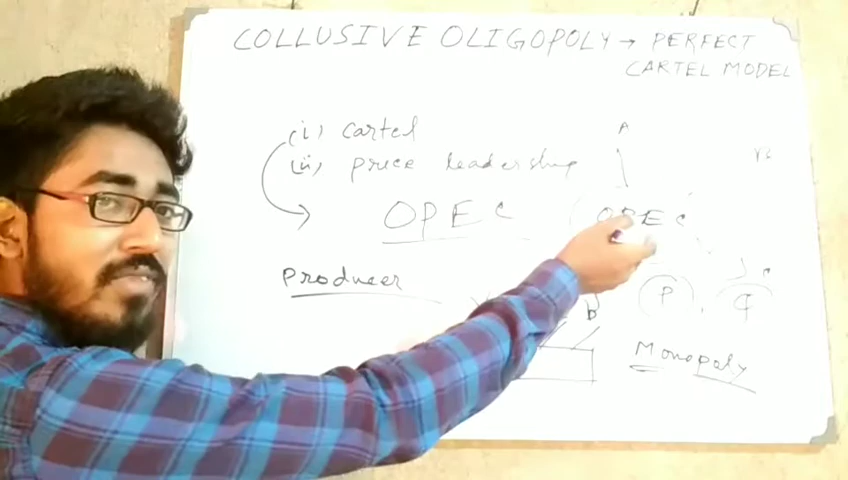 COLLUSIVE OLIGOPOLY → PERFECT
CARTEL MODEL
(i) cartel
(ii) price leadership
A
OPEC
OPEC
Producer
P, q
B
Monopoly